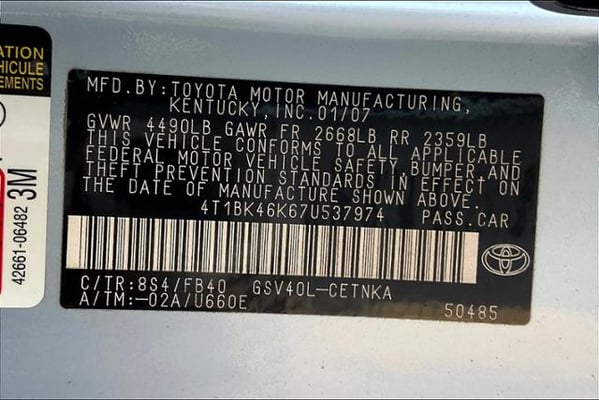 ATION
VEHICULE
EMENTS
42661-06482 3M
MFD.BY:TOYOTA MOTOR MANUFACTURING,
KENTUCKY,INC.01/07
GVWR 4490LB GAWR FR 2668LB RR 2359LB
THIS VEHICLE CONFORMS TO ALL APPLICABLE
FEDERAL MOTOR VEHICLE SAFETY,BUMPER,AND
THEFT PREVENTION STANDARDS IN EFFECT ON
THE DATE OF MANUFACTURE SHOWN ABOVE.
4T1BK46K67U537974 PASS.CAR
C/TR:8S4/FB40 GSV40L-CETNKA
A/TM:-02A/U660E
50485